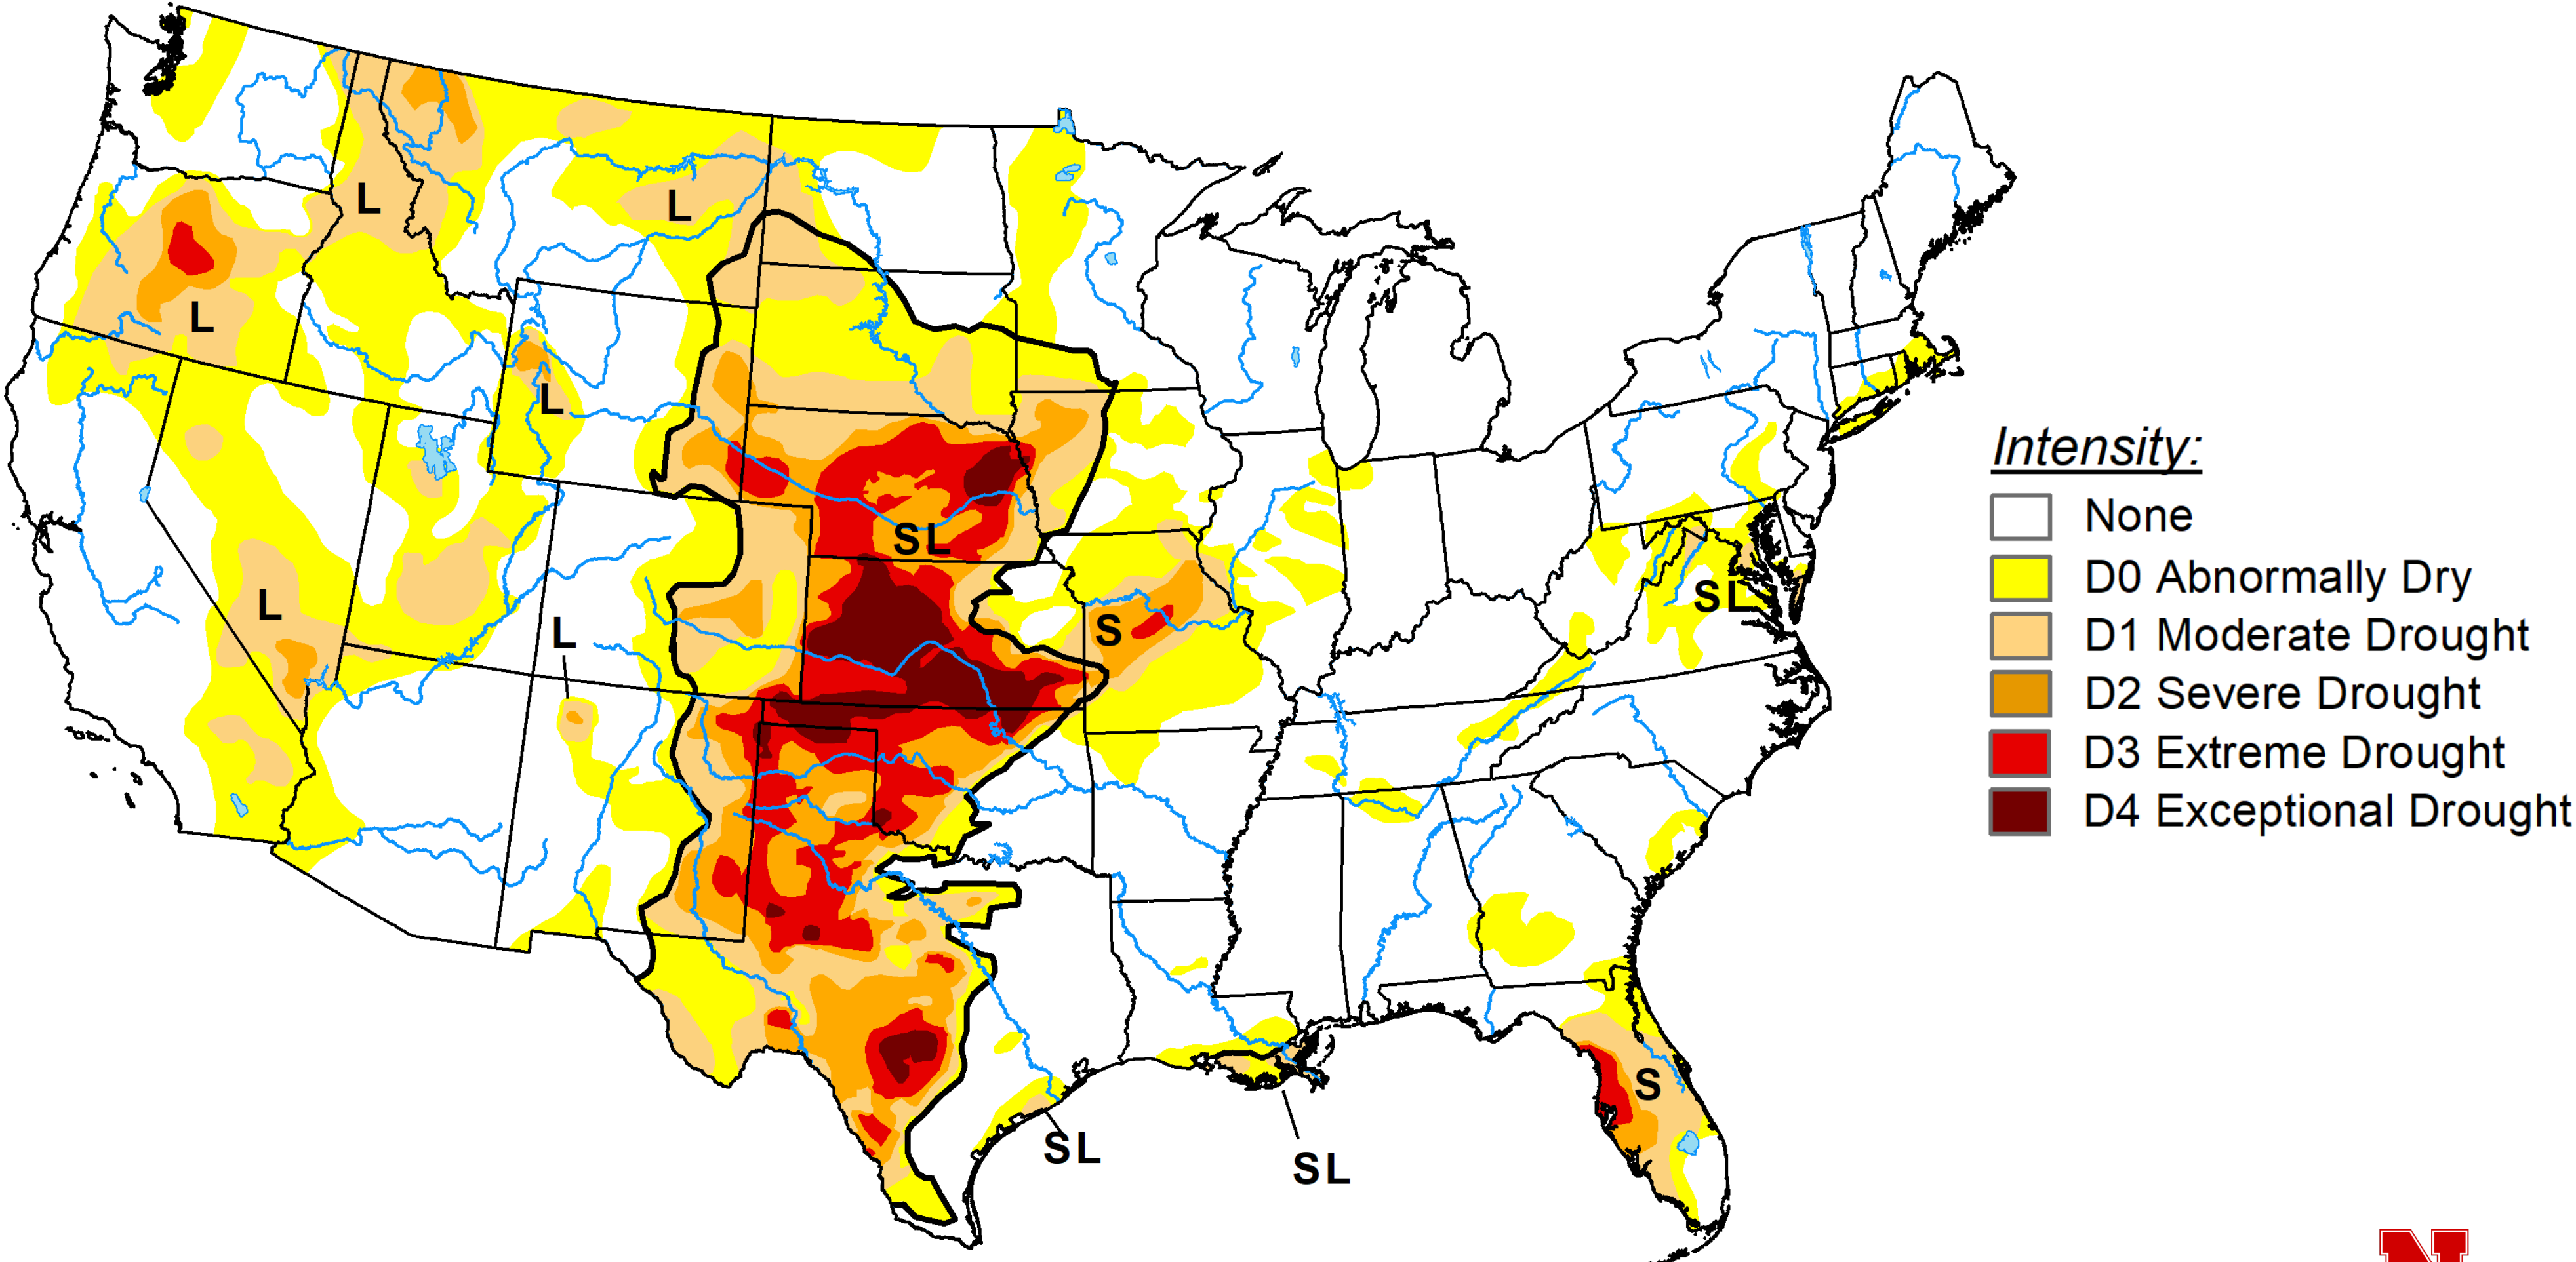 L
L
L
L
L
L
L
SL
S
SL
S
SL
SL
Intensity:
None
D0 Abnormally Dry
D1 Moderate Drought
D2 Severe Drought
D3 Extreme Drought
D4 Exceptional Drought
N